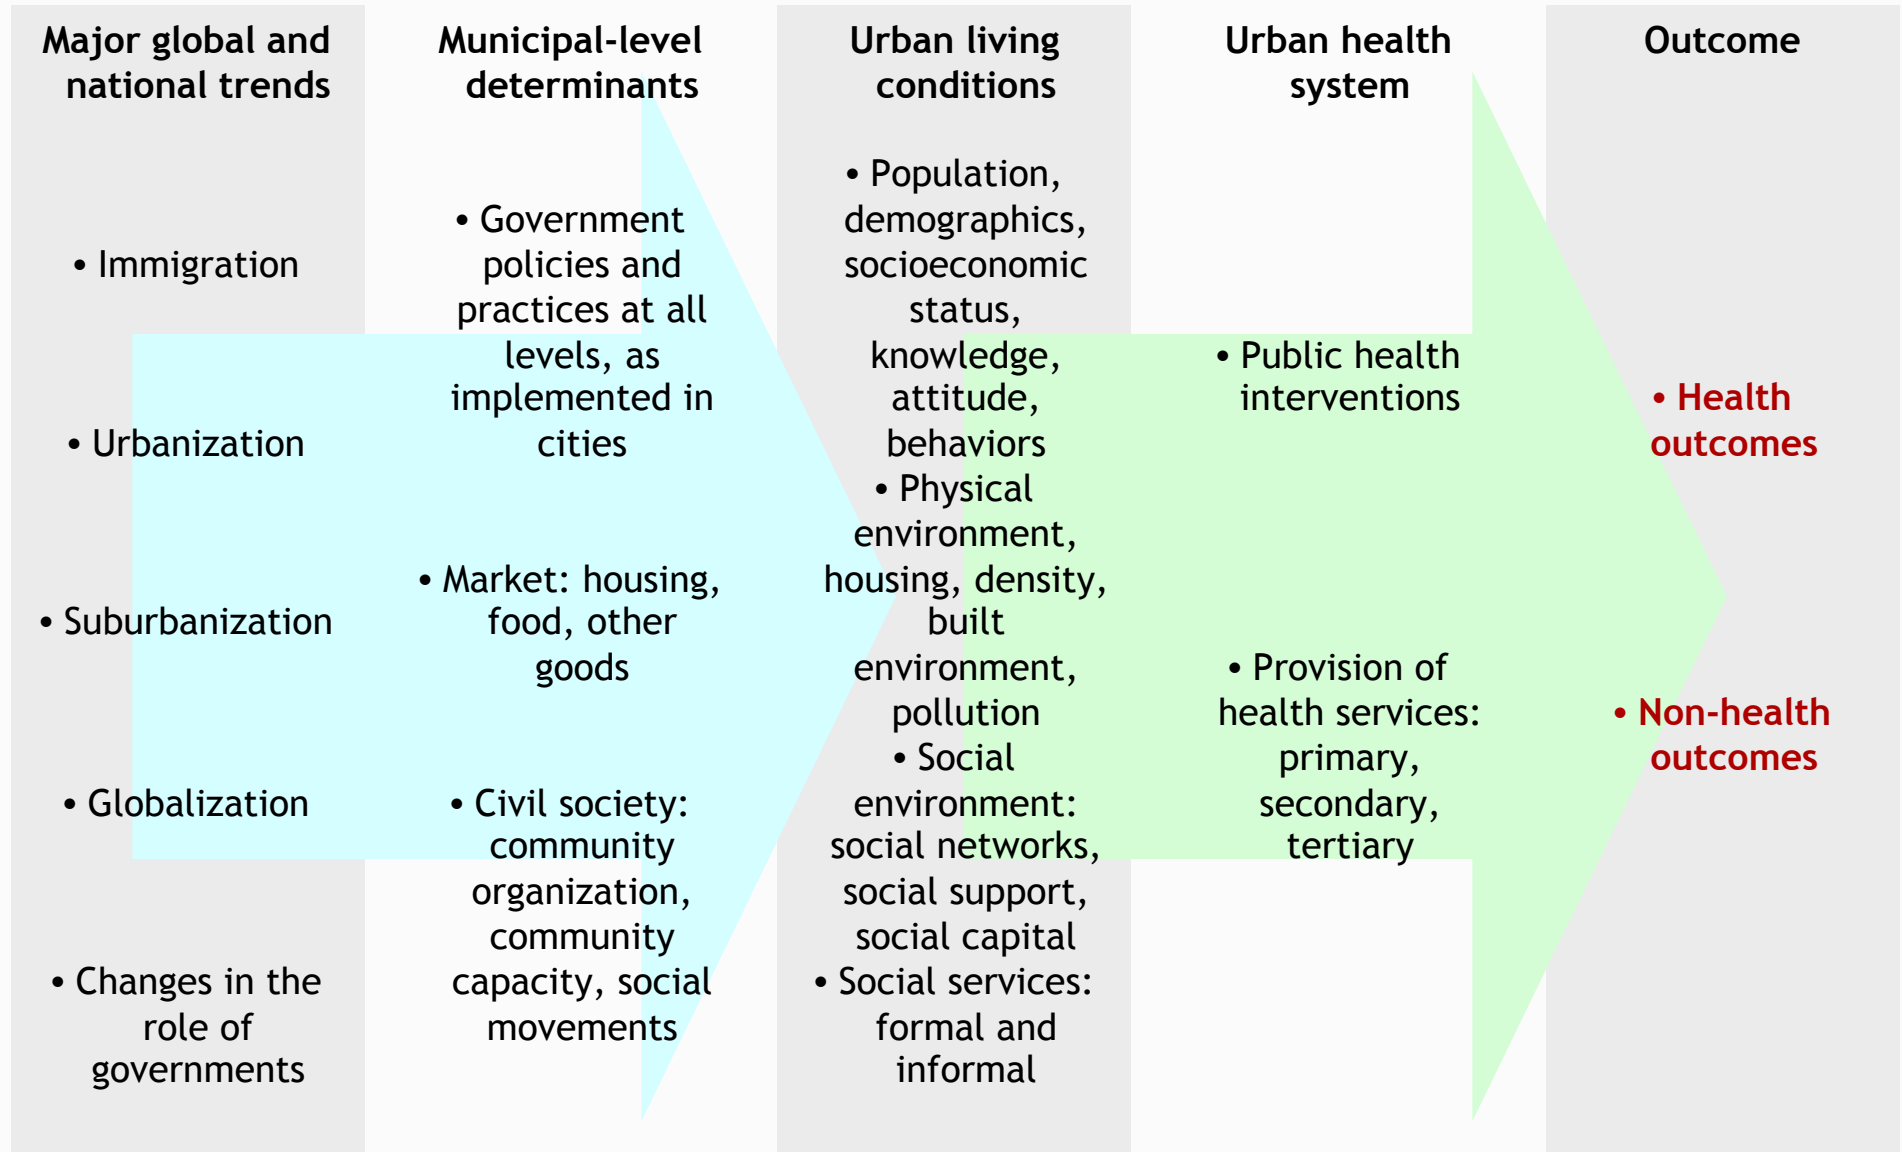 Major global and
national trends
• Immigration
• Urbanization
• Suburbanization
• Globalization
• Changes in the
role of
governments
Municipal-level
determinants
• Government
policies and
practices at all
levels, as
implemented in
cities
• Market: housing,
food, other
goods
• Civil society:
community
organization,
community
capacity, social
movements
Urban living
conditions
• Population,
demographics,
socioeconomic
status,
knowledge,
attitude,
behaviors
• Physical
environment,
housing, density,
built
environment,
pollution
• Social
environment:
social networks,
social support,
social capital
• Social services:
formal and
informal
Urban health
system
• Public health
interventions
• Provision of
health services:
primary,
secondary,
tertiary
Outcome
• Health
outcomes
• Non-health
outcomes